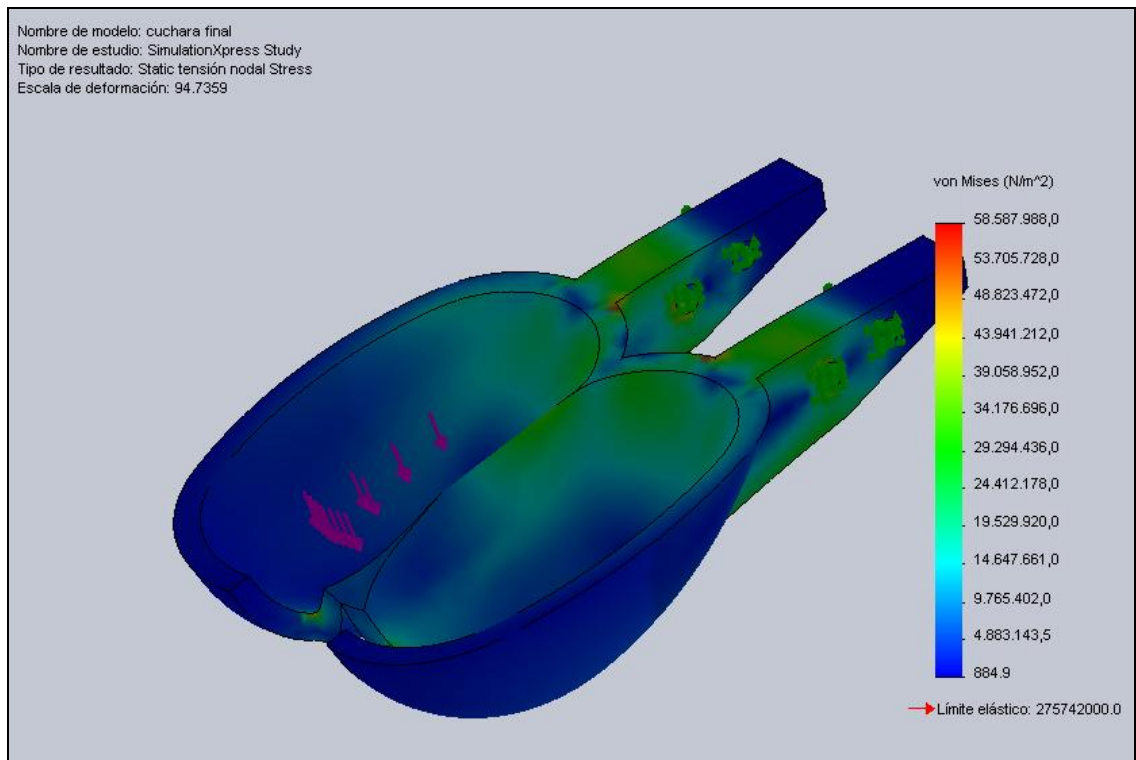 Nombre de modelo: cuchara final
Nombre de estudio: SimulationXpress Study
Tipo de resultado: Static tensión nodal Stress
Escala de deformación: 94.7359
von Mises (N/m^2)
58.587.988,0
53.705.728,0
48.823.472,0
43.941.212,0
39.058.952,0
34.176.696,0
29.294.436,0
24.412.178,0
19.529.920,0
14.647.661,0
9.765.402,0
4.883.143,5
884.9
Límite elástico: 275742000.0